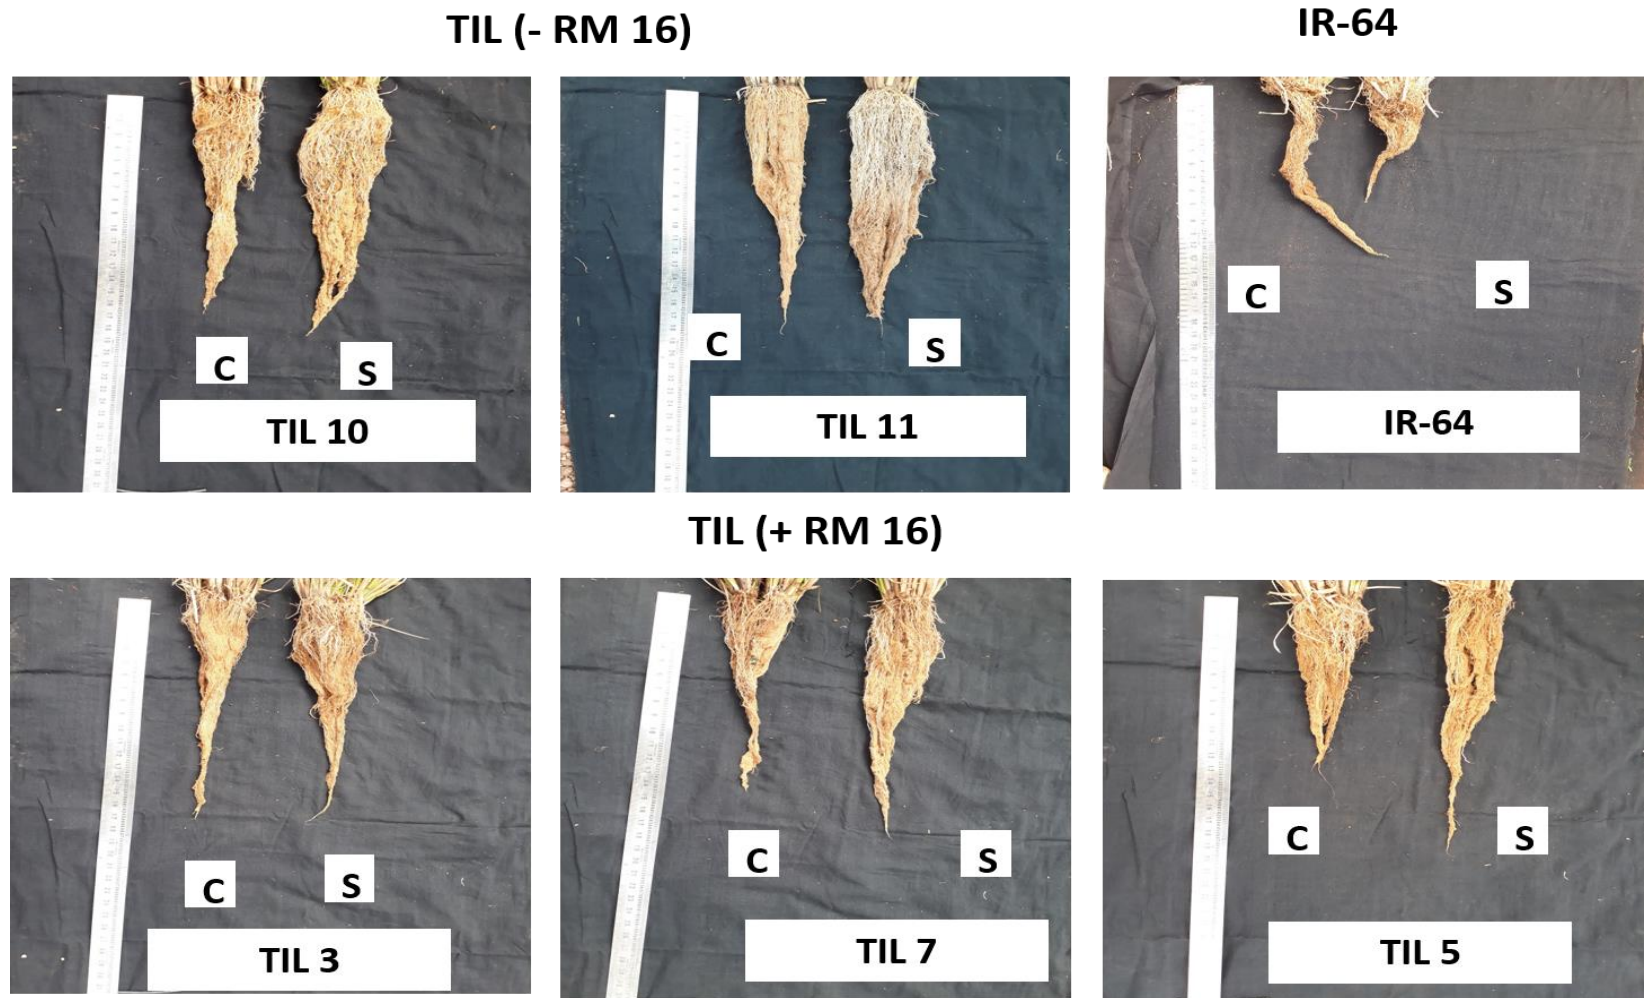 TIL (- RM 16)
IR-64
C
S
TIL 10
C
S
TIL 11
C
S
IR-64
TIL (+ RM 16)
C
S
TIL 3
C
S
TIL 7
C
S
TIL 5